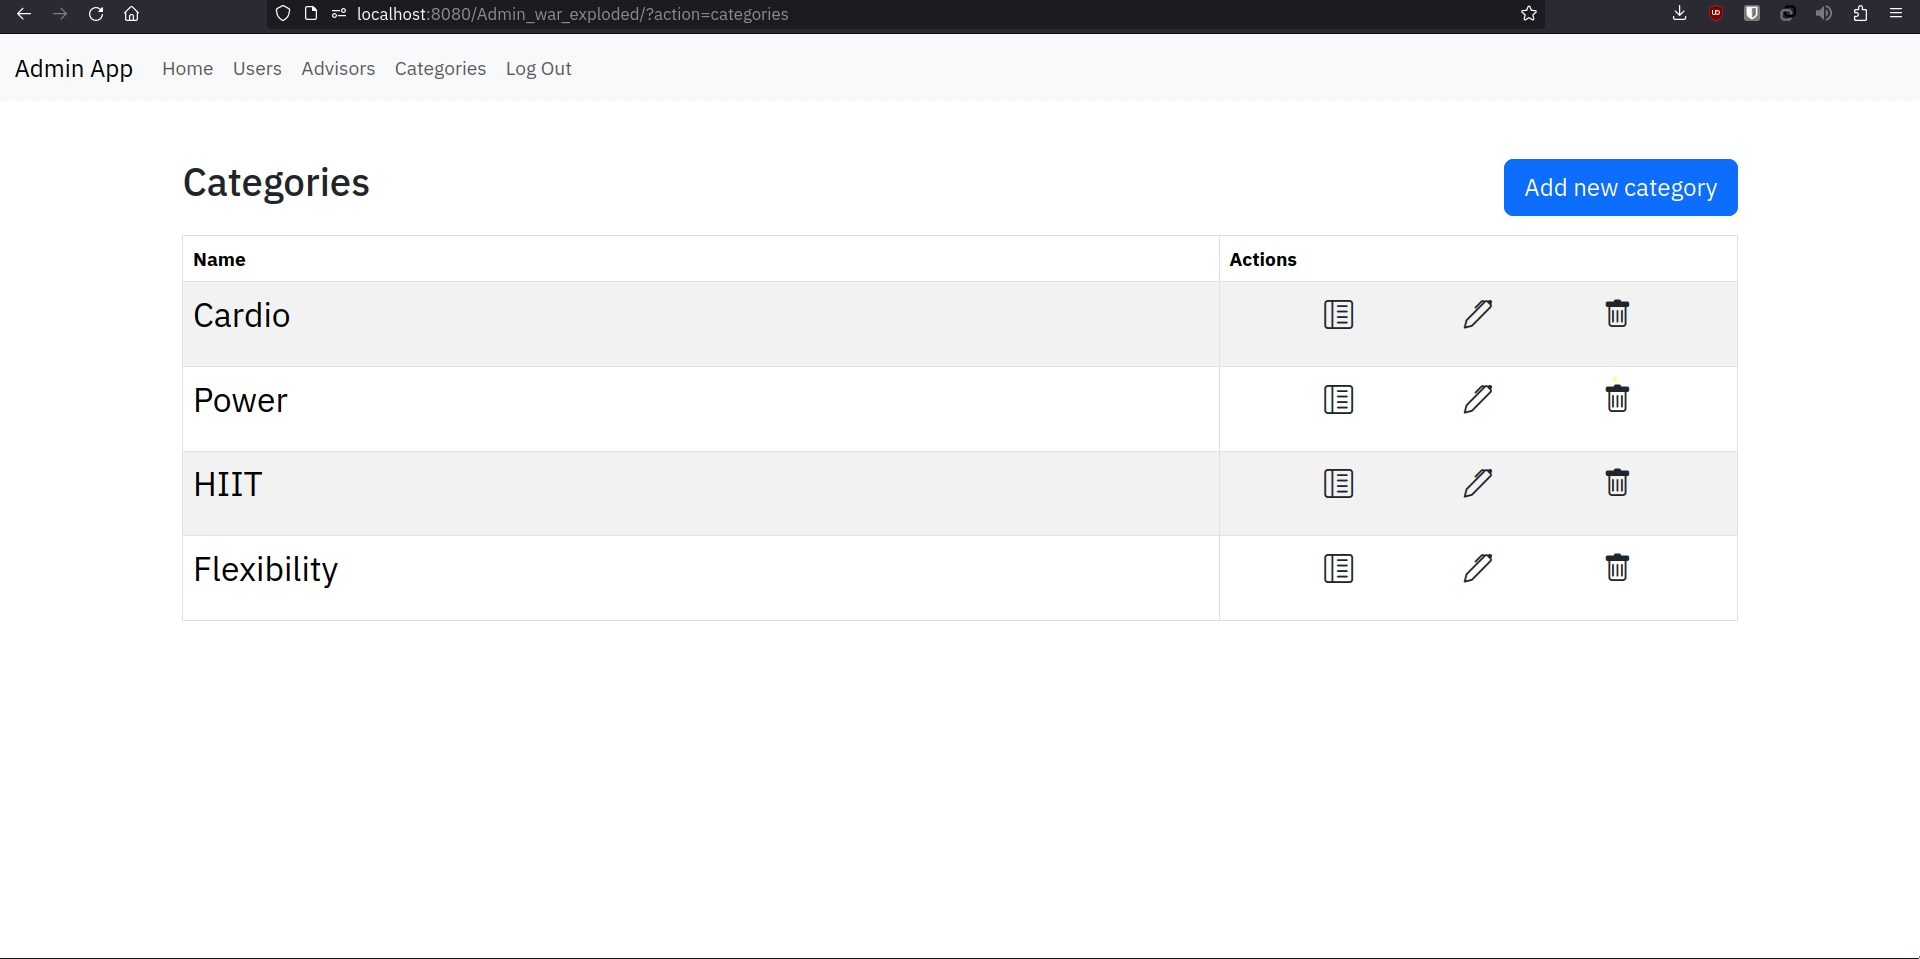 localhost:8080/Admin_war_exploded/?action=categories
Admin App Home Users Advisors Categories Log Out
Categories
Add new category
Name Actions
Cardio
Power
HIIT
Flexibility